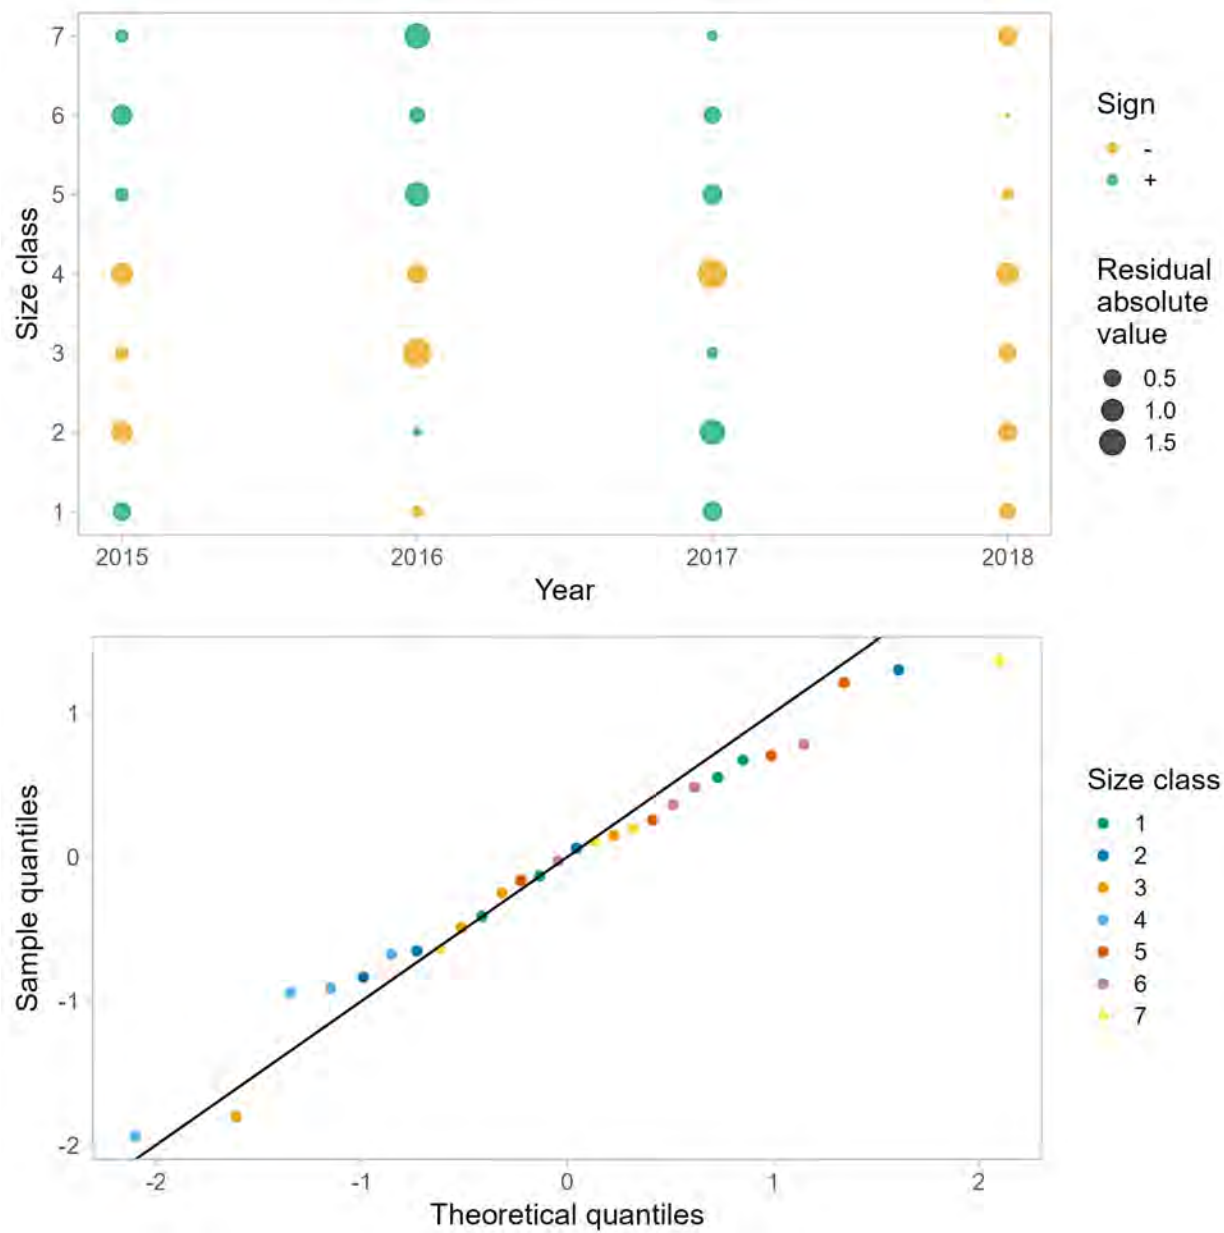 7
6
5
4
3
2
1
Size class
2015 2016 2017 2018
Year
Sign
-
+
Residual
absolute
value
0.5
1.0
1.5
1
0
-1
-2
Sample quantiles
-2 -1 0 1 2
Theoretical quantiles
Size class
1
2
3
4
5
6
7